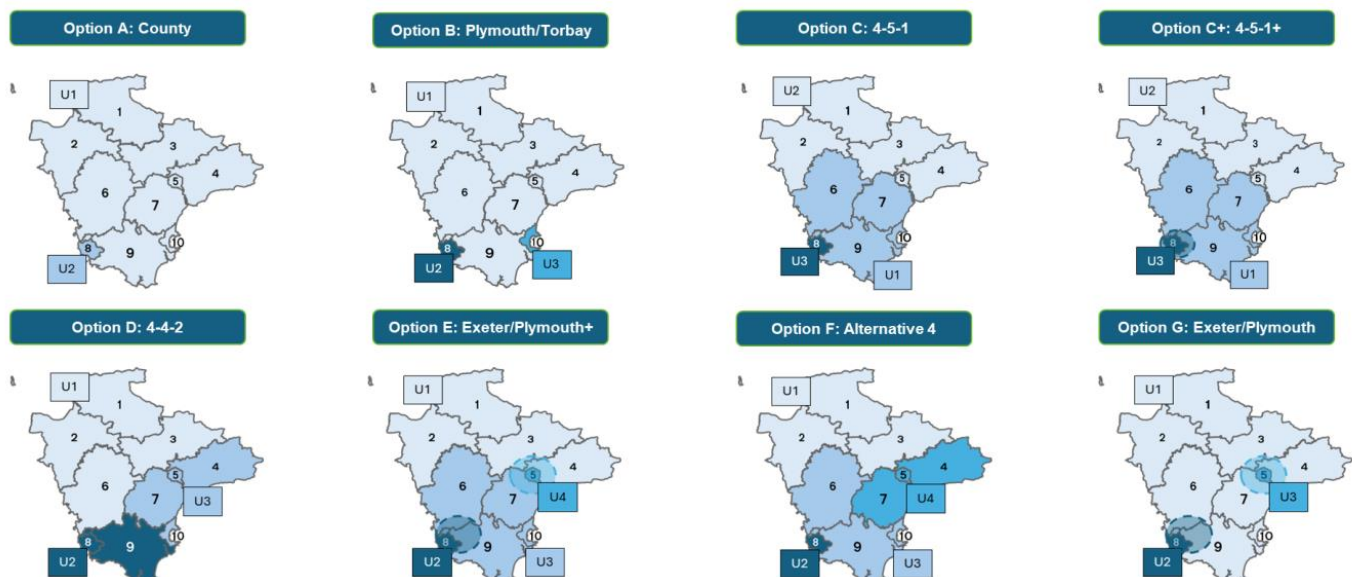 Option A: County
Option B: Plymouth/Torbay
Option C: 4-5-1
Option C+: 4-5-1+
U1
1
2
3
4
5
6
7
8
9
10
U2
U1
1
2
3
4
5
6
7
8
9
10
U2
U3
U2
1
2
3
4
5
6
7
8
9
10
U3
U1
U2
1
2
3
4
5
6
7
8
9
10
U3
U1
Option D: 4-4-2
Option E: Exeter/Plymouth+
Option F: Alternative 4
Option G: Exeter/Plymouth
U1
1
2
3
4
5
6
7
U3
8
9
10
U2
U1
1
2
3
4
5
6
7
U4
8
9
10
U2
U3
U1
1
2
3
4
5
6
7
U4
8
9
10
U2
U3
U1
1
2
3
4
5
6
7
U3
8
9
10
U2